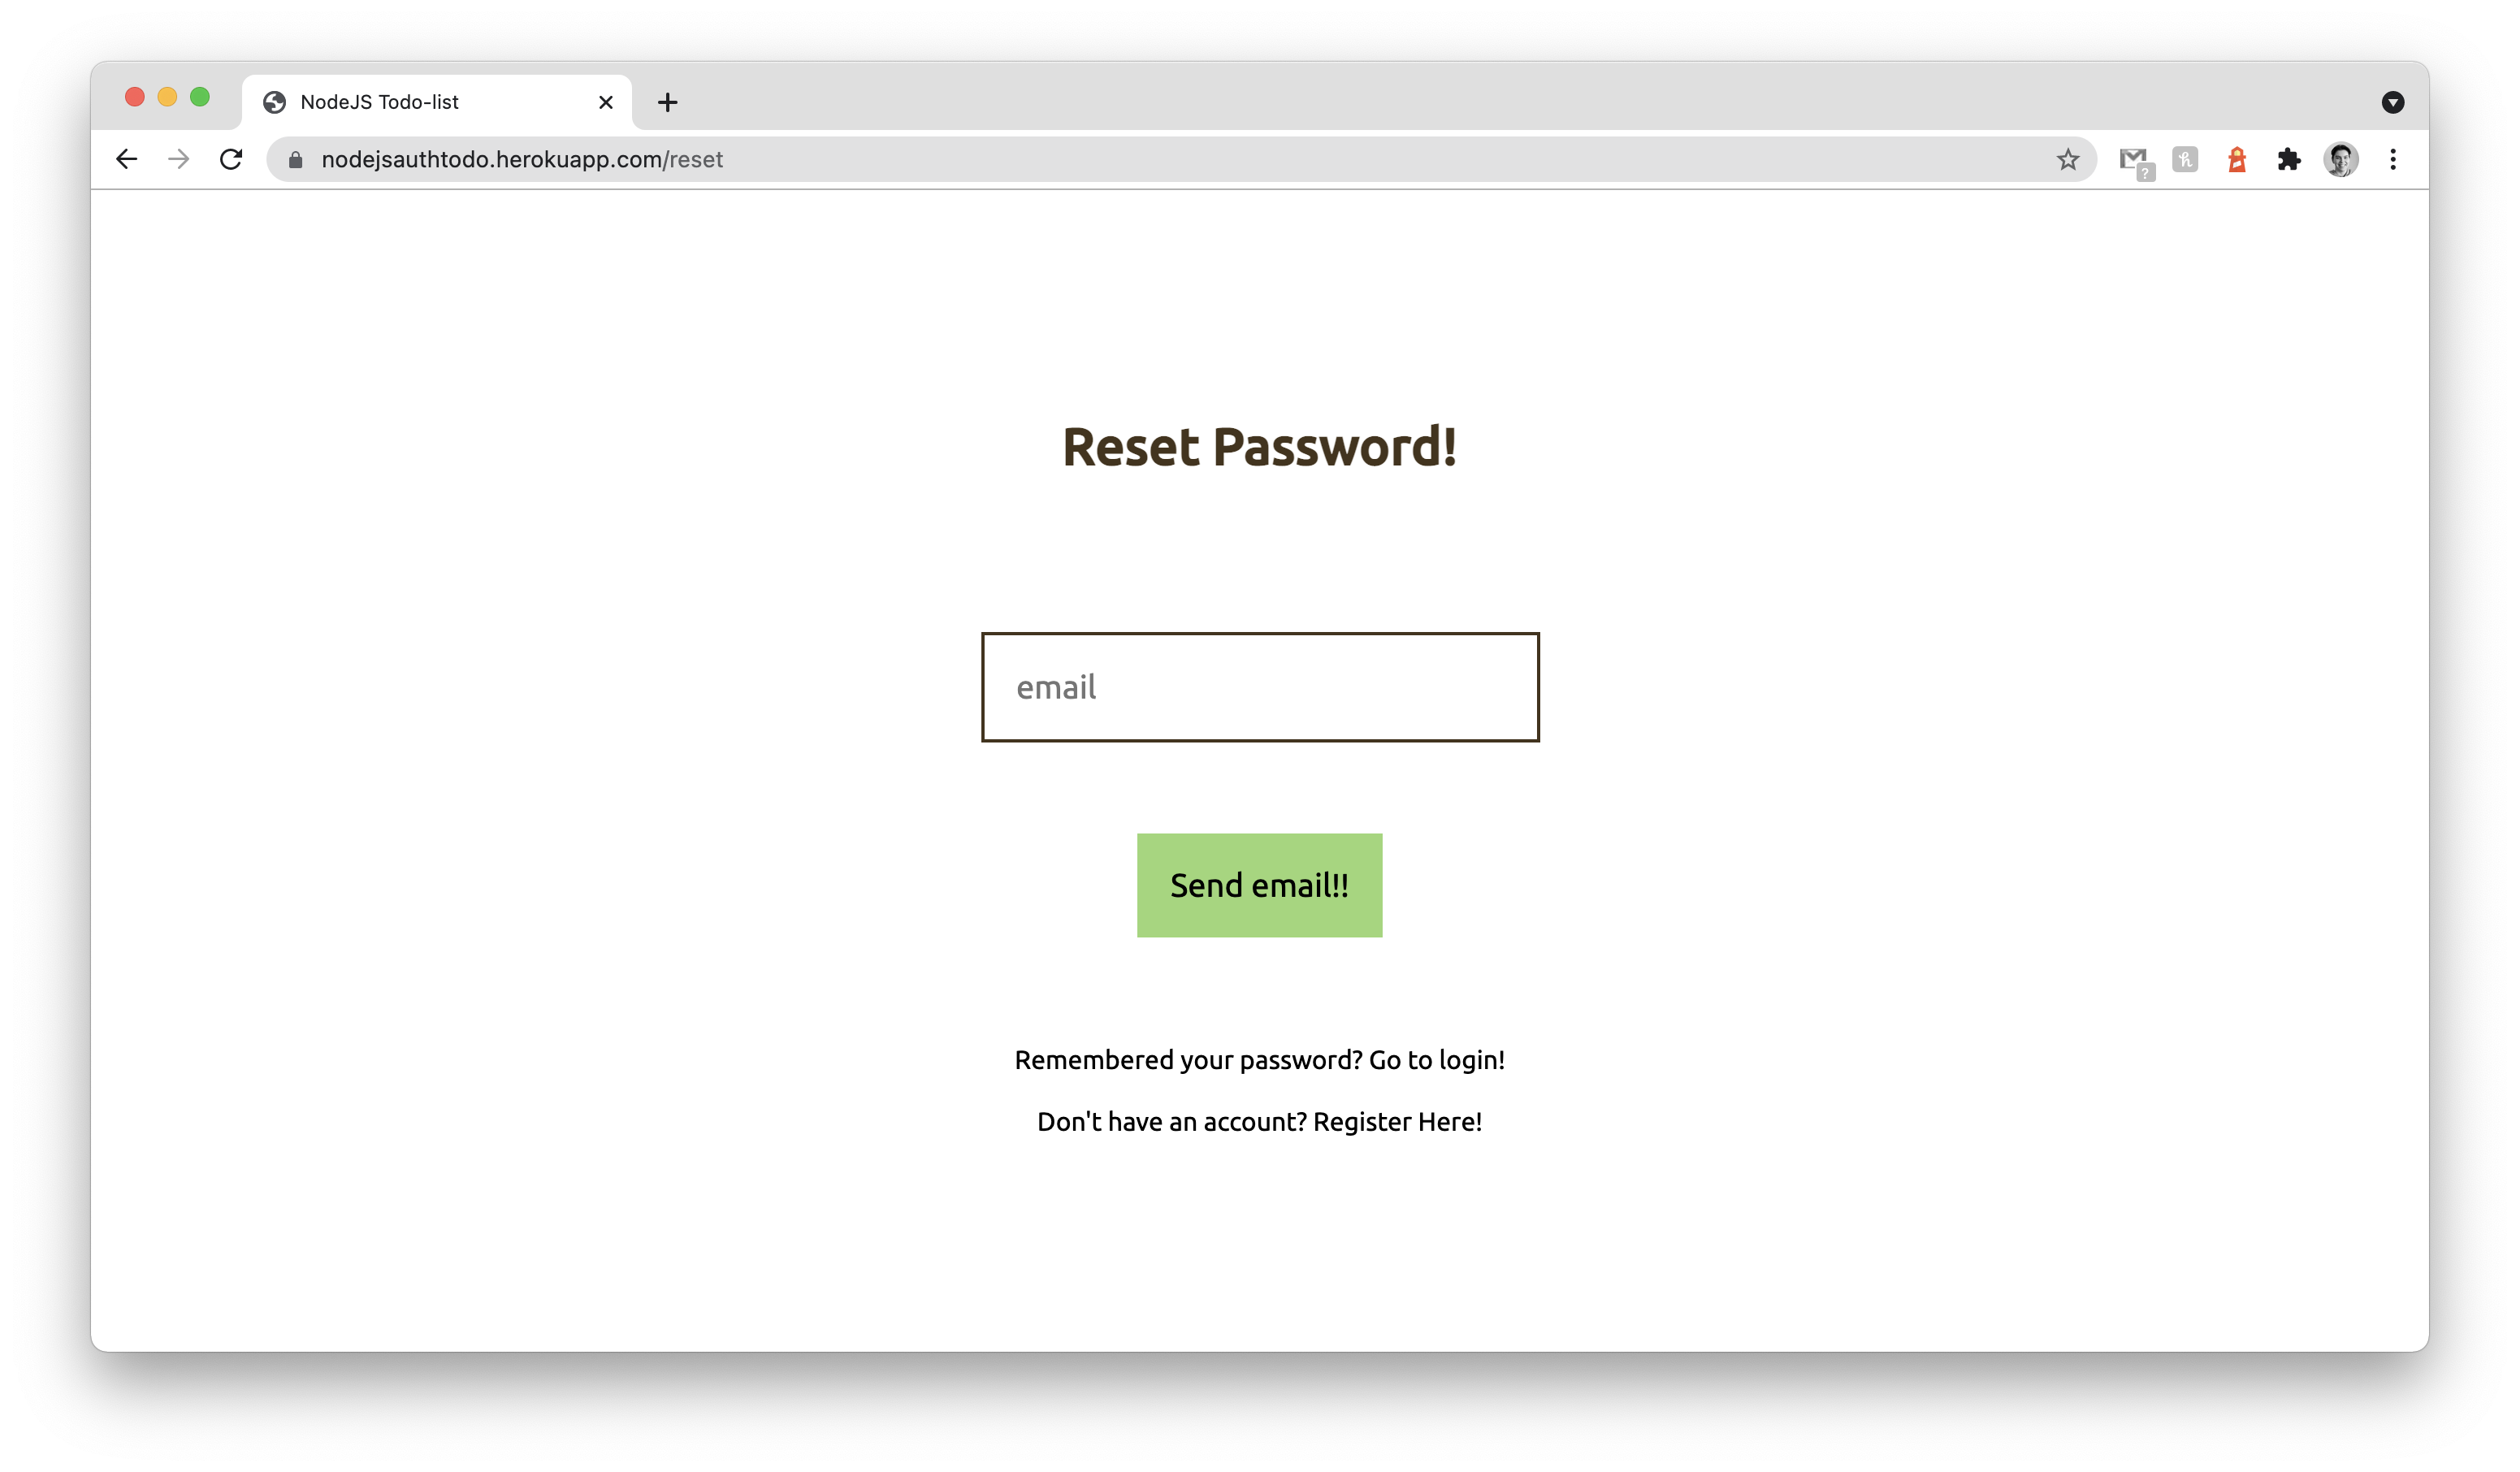 NodeJS Todo-list
nodejsauthtodo.herokuapp.com/reset
?
Reset Password!
email
Send email!!
Remembered your password? Go to login!
Don't have an account? Register Here!